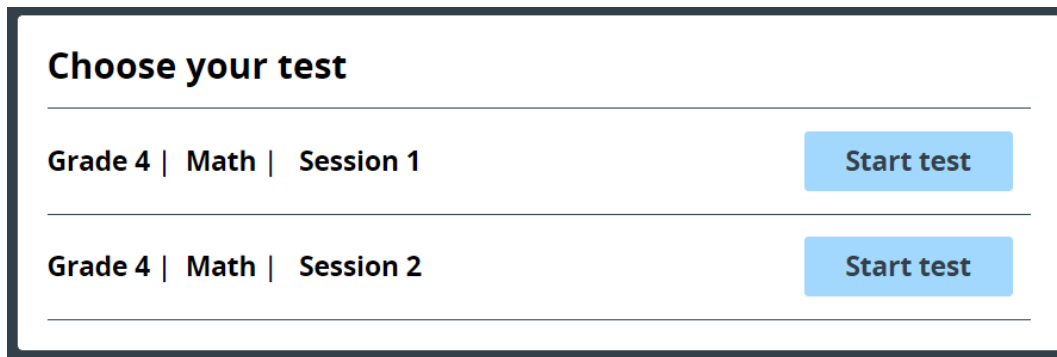 Choose your test
Grade 4 | Math | Session 1 Start test
Grade 4 | Math | Session 2 Start test